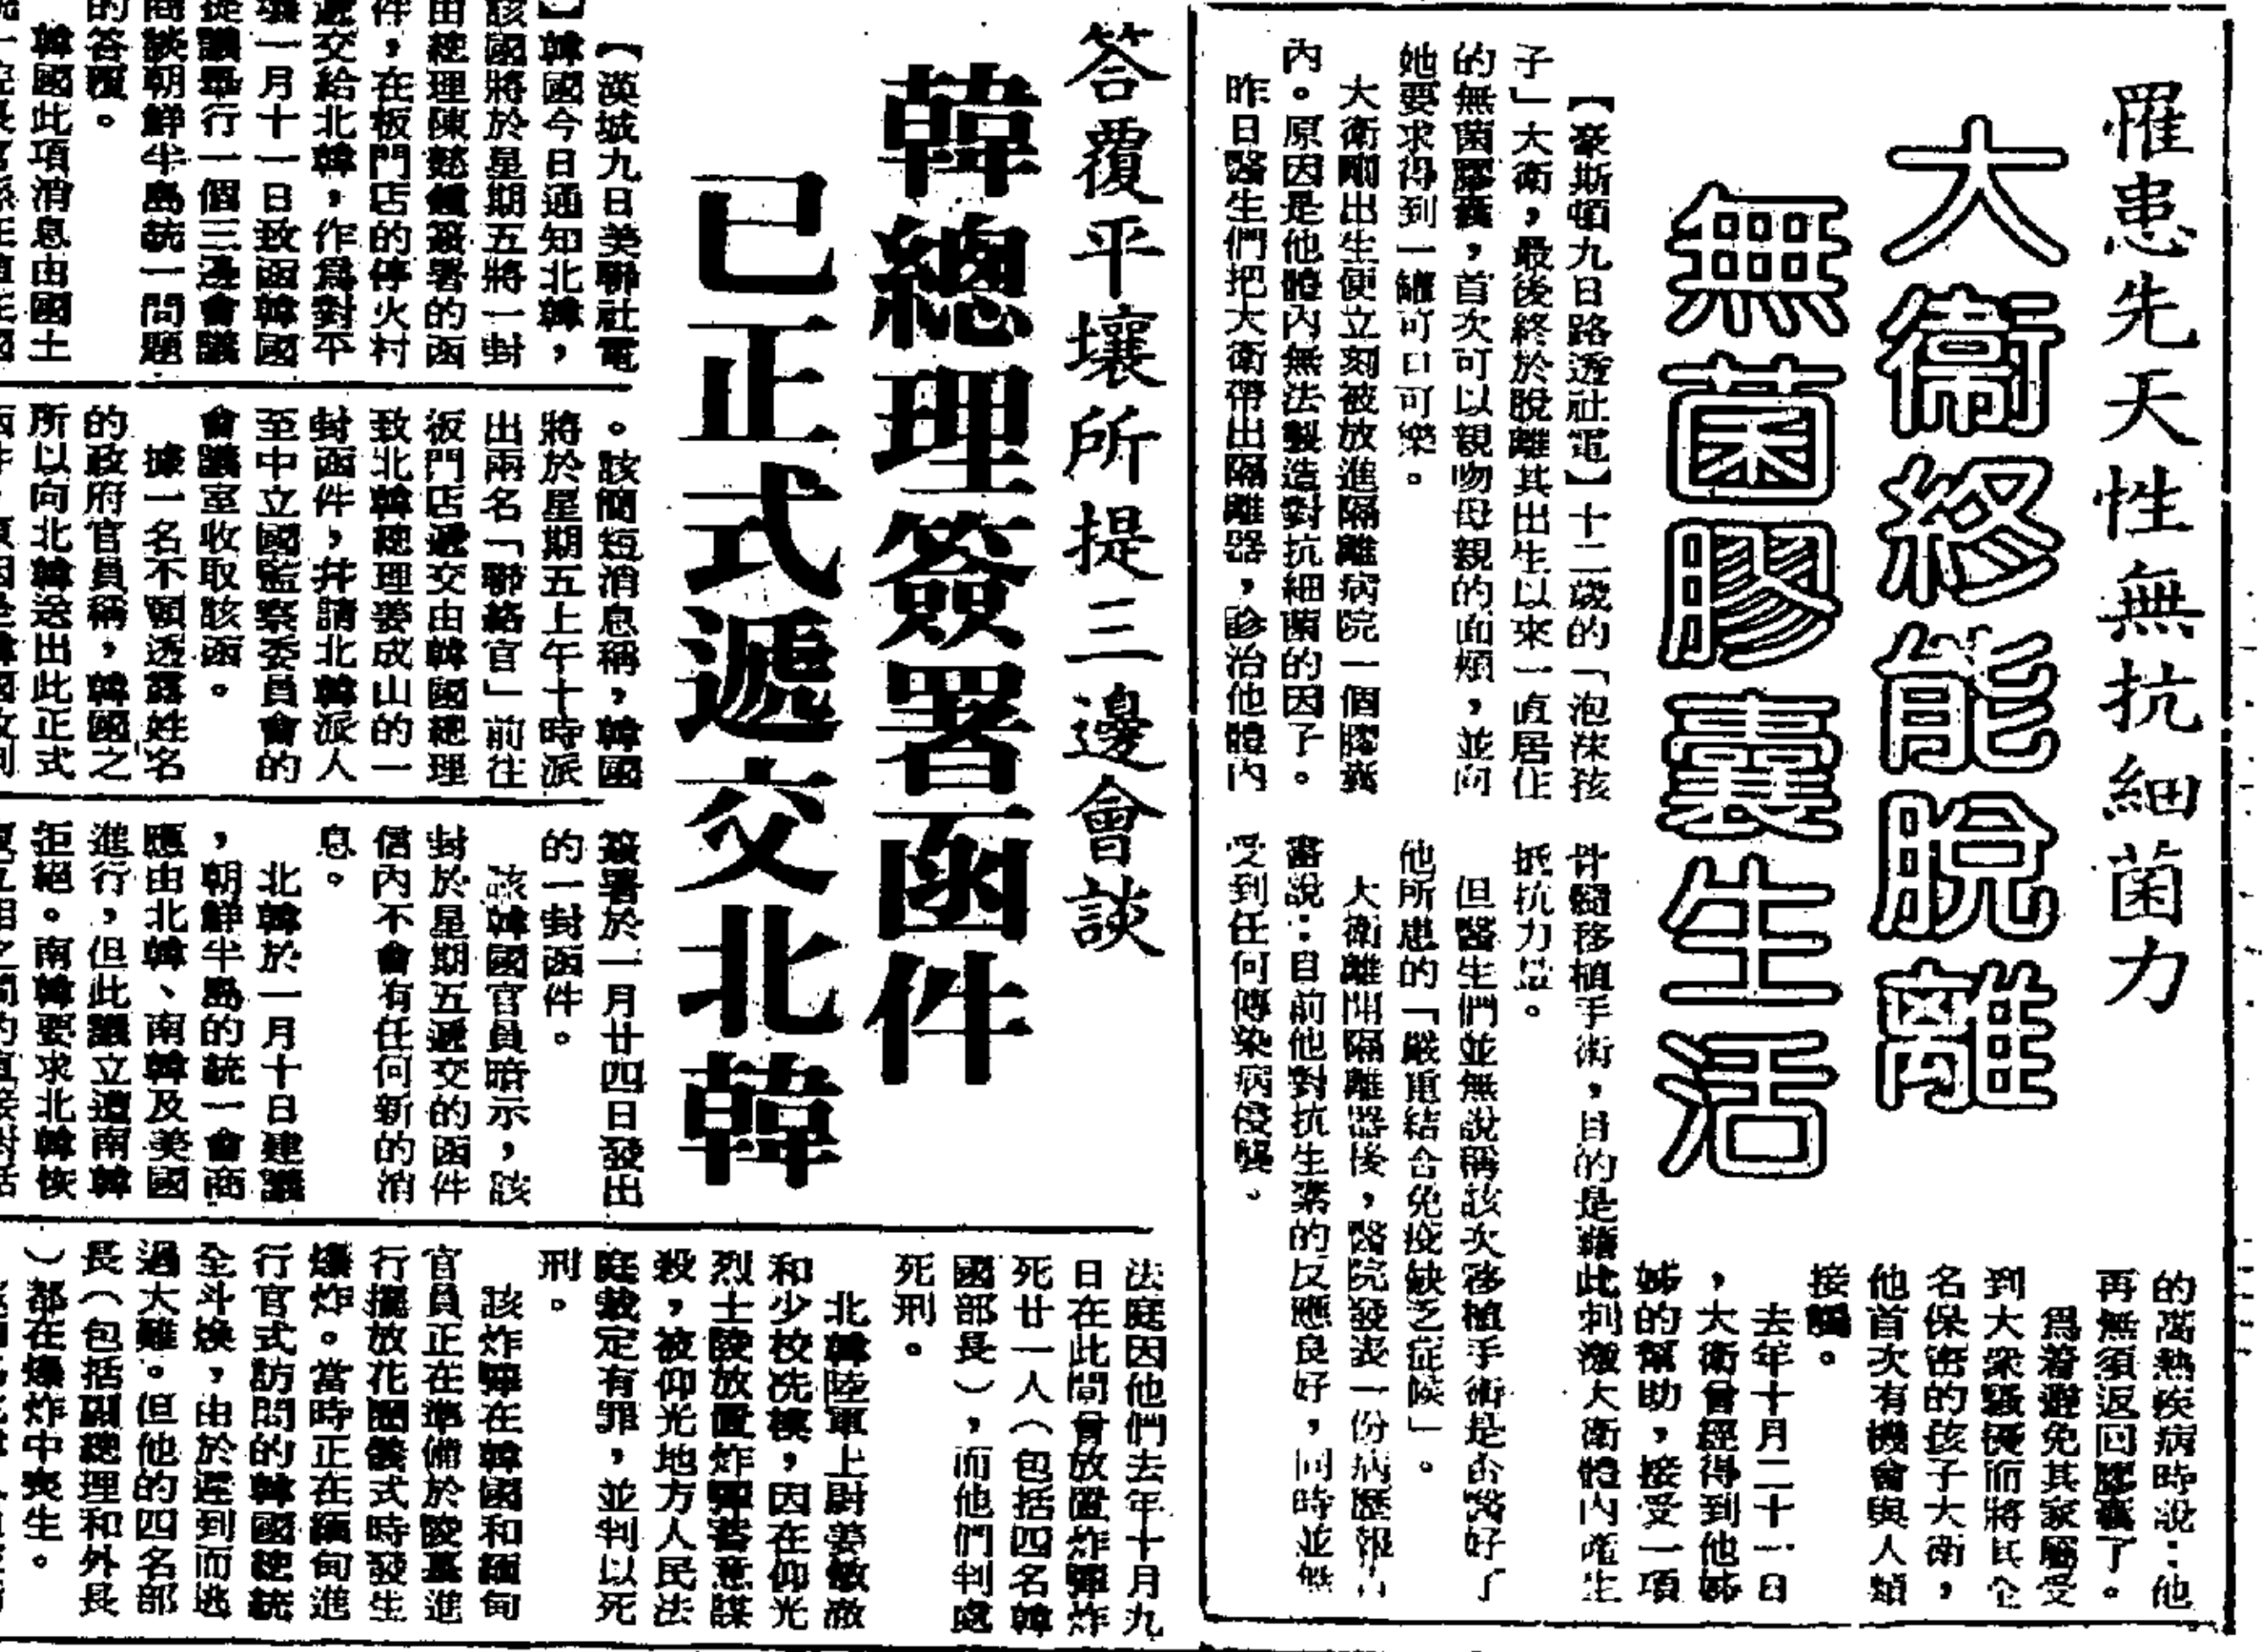 罹患先天性無抗細菌力
大衞終能脫離
無菌膠囊生活
【豪斯頓九日路透社電】十二歲的「泡沫孩
子」大衞，最後終於脫離其出生以來一直居住
的無菌膠囊，首次可以親吻母親的面頰，並向
她要求得到一罐可口可樂。
大衞剛出生便立刻被放進隔離病院一個膠囊
內。原因是他體內無法製造對抗細菌的因子。
昨日醫生們把大衞帶出隔離器，診治他體內
的高熱疾病時說：他
再無須返回膠囊了。
爲着避免其家屬受
到大衆騷擾而將其全
名保密的孩子大衞，
他首次有機會與人類
接觸。
去年十月二十一日
，大衞曾經得到他姊
姊的幫助，接受一項
骨髓移植手術，目的是藉此刺激大衞體內產生
抵抗力量。
但醫生們並無說稱該次移植手術是否醫好了
他所患的「嚴重結合免疫缺乏症候」。
大衞離開隔離器後，醫院發表一份病歷報
書說：目前他對抗生素的反應良好，同時並無
受到任何傳染病侵襲。
答覆平壤所提三邊會談
韓總理簽署函件
已正式遞交北韓
【漢城九日美聯社電
】韓國今日通知北韓，
該國將於星期五將一封
由總理陳懿鍾簽署的函
件，在板門店的停火村
遞交給北韓，作爲對平
壤一月十一日致函韓國
提議舉行一個三邊會議
商談朝鮮半島統一問題
的答覆。
韓國此項消息由國土
。該簡短消息稱，韓國
將於星期五上午十時派
出兩名「聯絡官」前往
板門店遞交由韓國總理
致北韓總理姜成山的一
封函件，并請北韓派人
至中立國監察委員會的
會議室收取該函。
據一名不願透露姓名
的政府官員稱，韓國之
所以向北韓送出此正式
簽署於一月廿四日發出
的一封函件。
該韓國官員暗示，該
封於星期五遞交的函件
信內不會有任何新的消
息。
北韓於一月十日建議
，朝鮮半島的統一會商
應由北韓、南韓及美國
進行，但此議立遭南韓
拒絕。南韓要求北韓恢
法庭因他們去年十月九
日在此間曾放置炸彈炸
死廿一人（包括四名韓
國部長），而他們判處
死刑。
北韓陸軍上尉姜敏徹
和少校冼模，因在仰光
烈士陵放置炸彈蓄意謀
殺，被仰光地方人民法
庭裁定有罪，並判以死
刑。
該炸彈在韓國和緬甸
官員正在準備於陵墓進
行擺放花圈儀式時發生
爆炸。當時正在緬甸進
行官式訪問的韓國總統
全斗煥，由於遲到而逃
過大難。但他的四名部
長（包括副總理和外長
）都在爆炸中喪生。